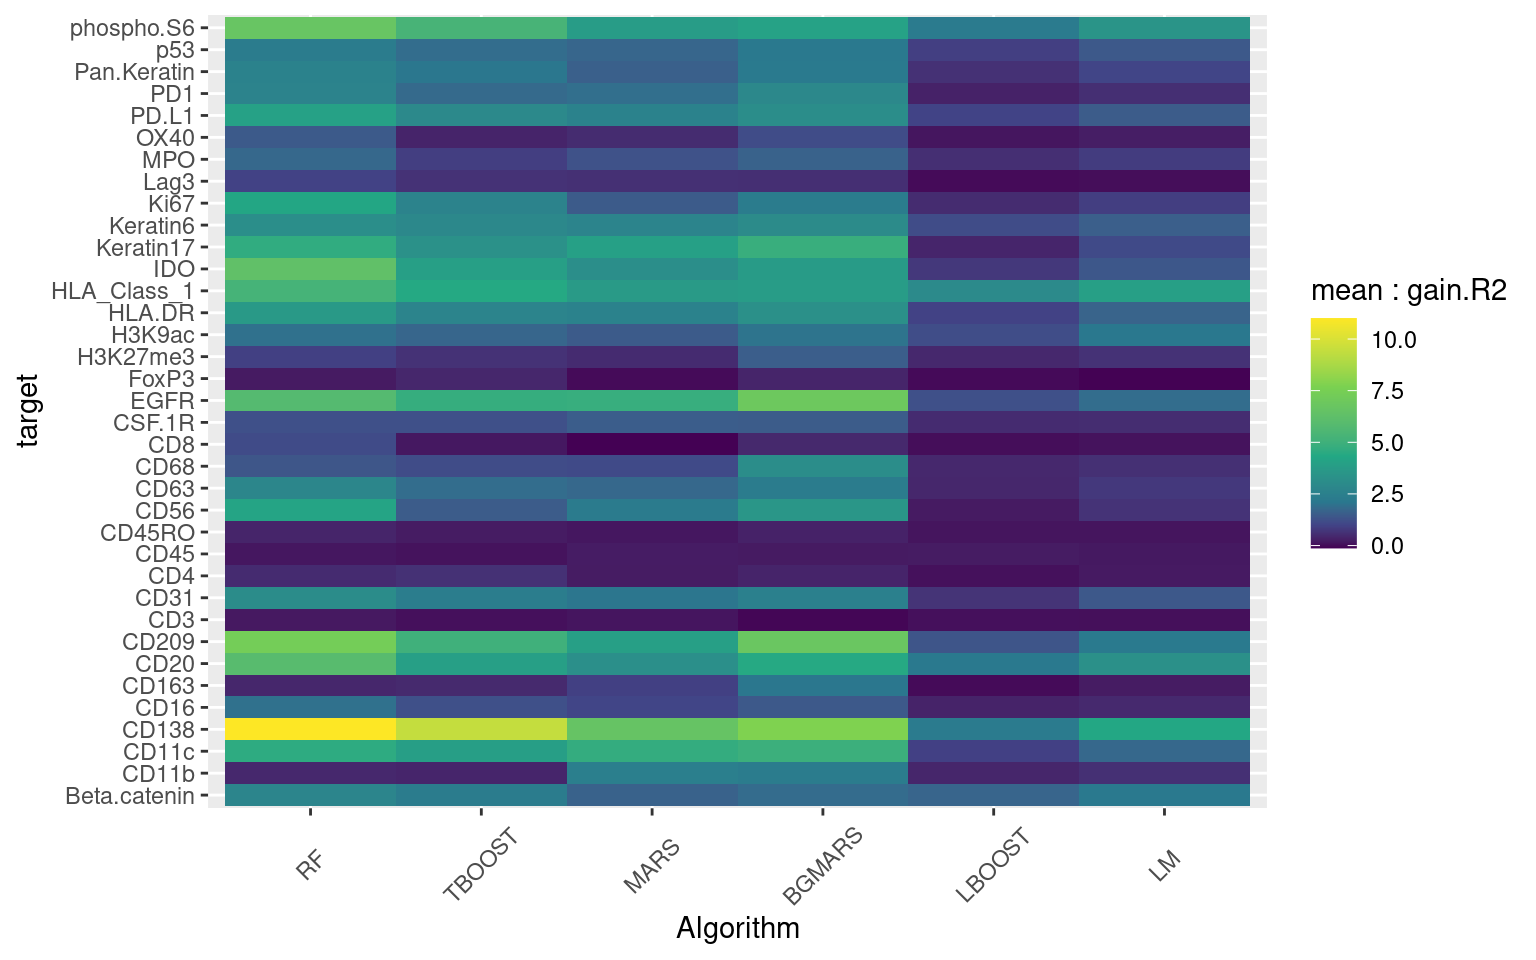 phospho.S6
p53
Pan.Keratin
PD1
PD.L1
OX40
MPO
Lag3
Ki67
Keratin6
Keratin17
IDO
HLA_Class_1
HLA.DR
H3K9ac
H3K27me3
FoxP3
EGFR
CSF.1R
CD8
CD68
CD63
CD56
CD45RO
CD45
CD4
CD31
CD3
CD209
CD20
CD163
CD16
CD138
CD11c
CD11b
Beta.catenin
target
RF TBOOST MARS BGMARS LBOOST LM
Algorithm
mean : gain.R2
10.0
7.5
5.0
2.5
0.0